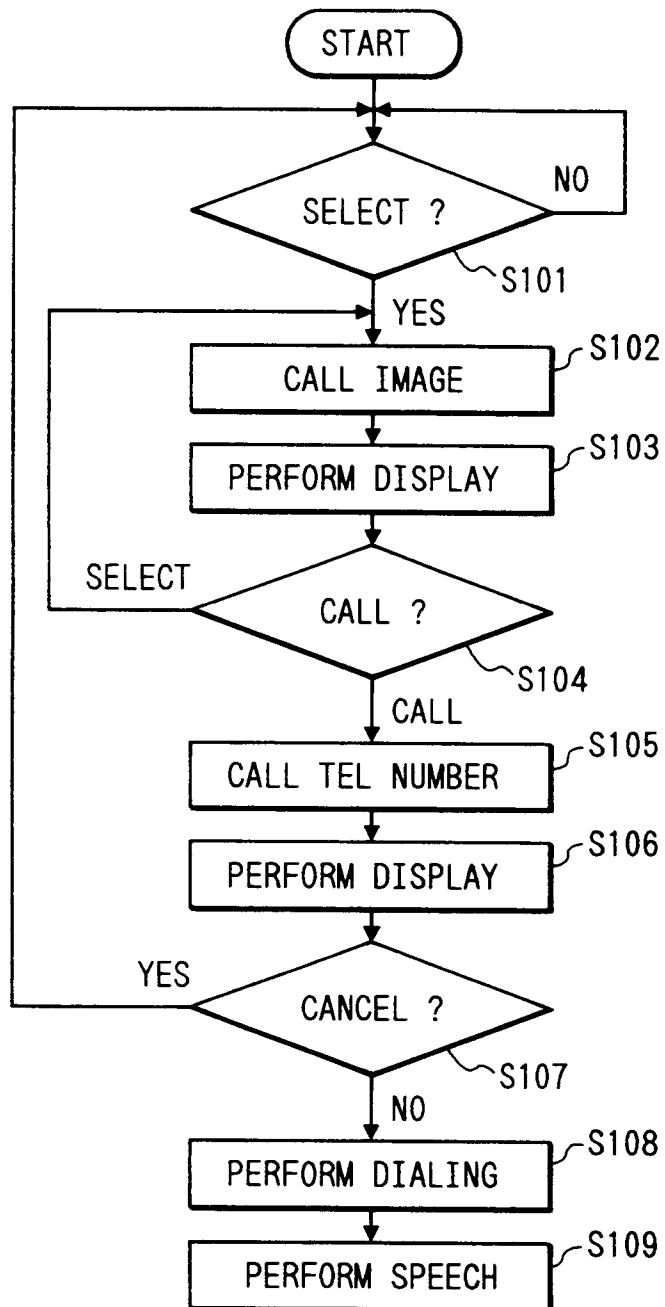 START
SELECT ?
NO
S101
YES
CALL IMAGE
S102
PERFORM DISPLAY
S103
SELECT
CALL ?
S104
CALL
CALL TEL NUMBER
S105
PERFORM DISPLAY
S106
YES
CANCEL ?
S107
NO
PERFORM DIALING
S108
PERFORM SPEECH
S109